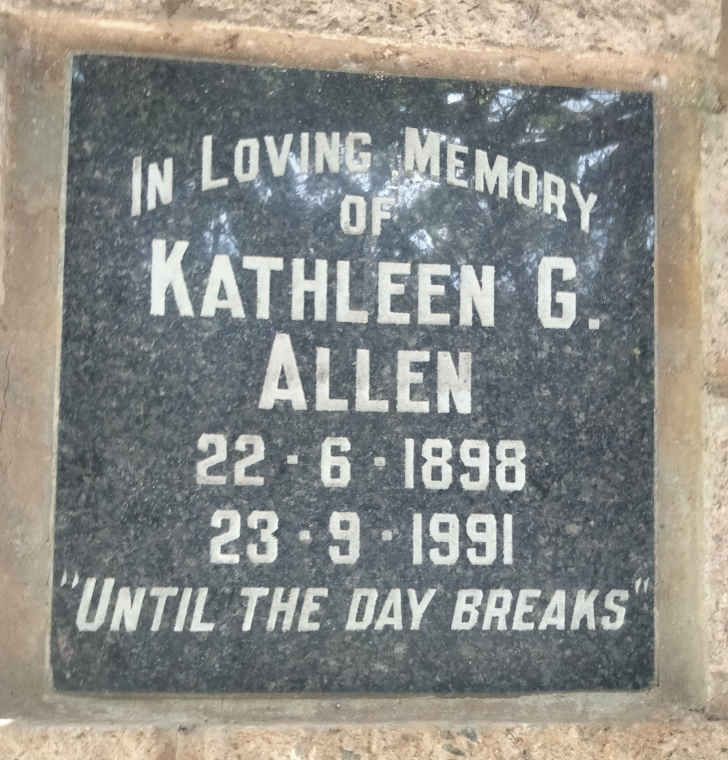 IN LOVING MEMORY
OF
KATHLEEN G.
ALLEN
22 · 6 · 1898
23 · 9 · 1991
"UNTIL THE DAY BREAKS"